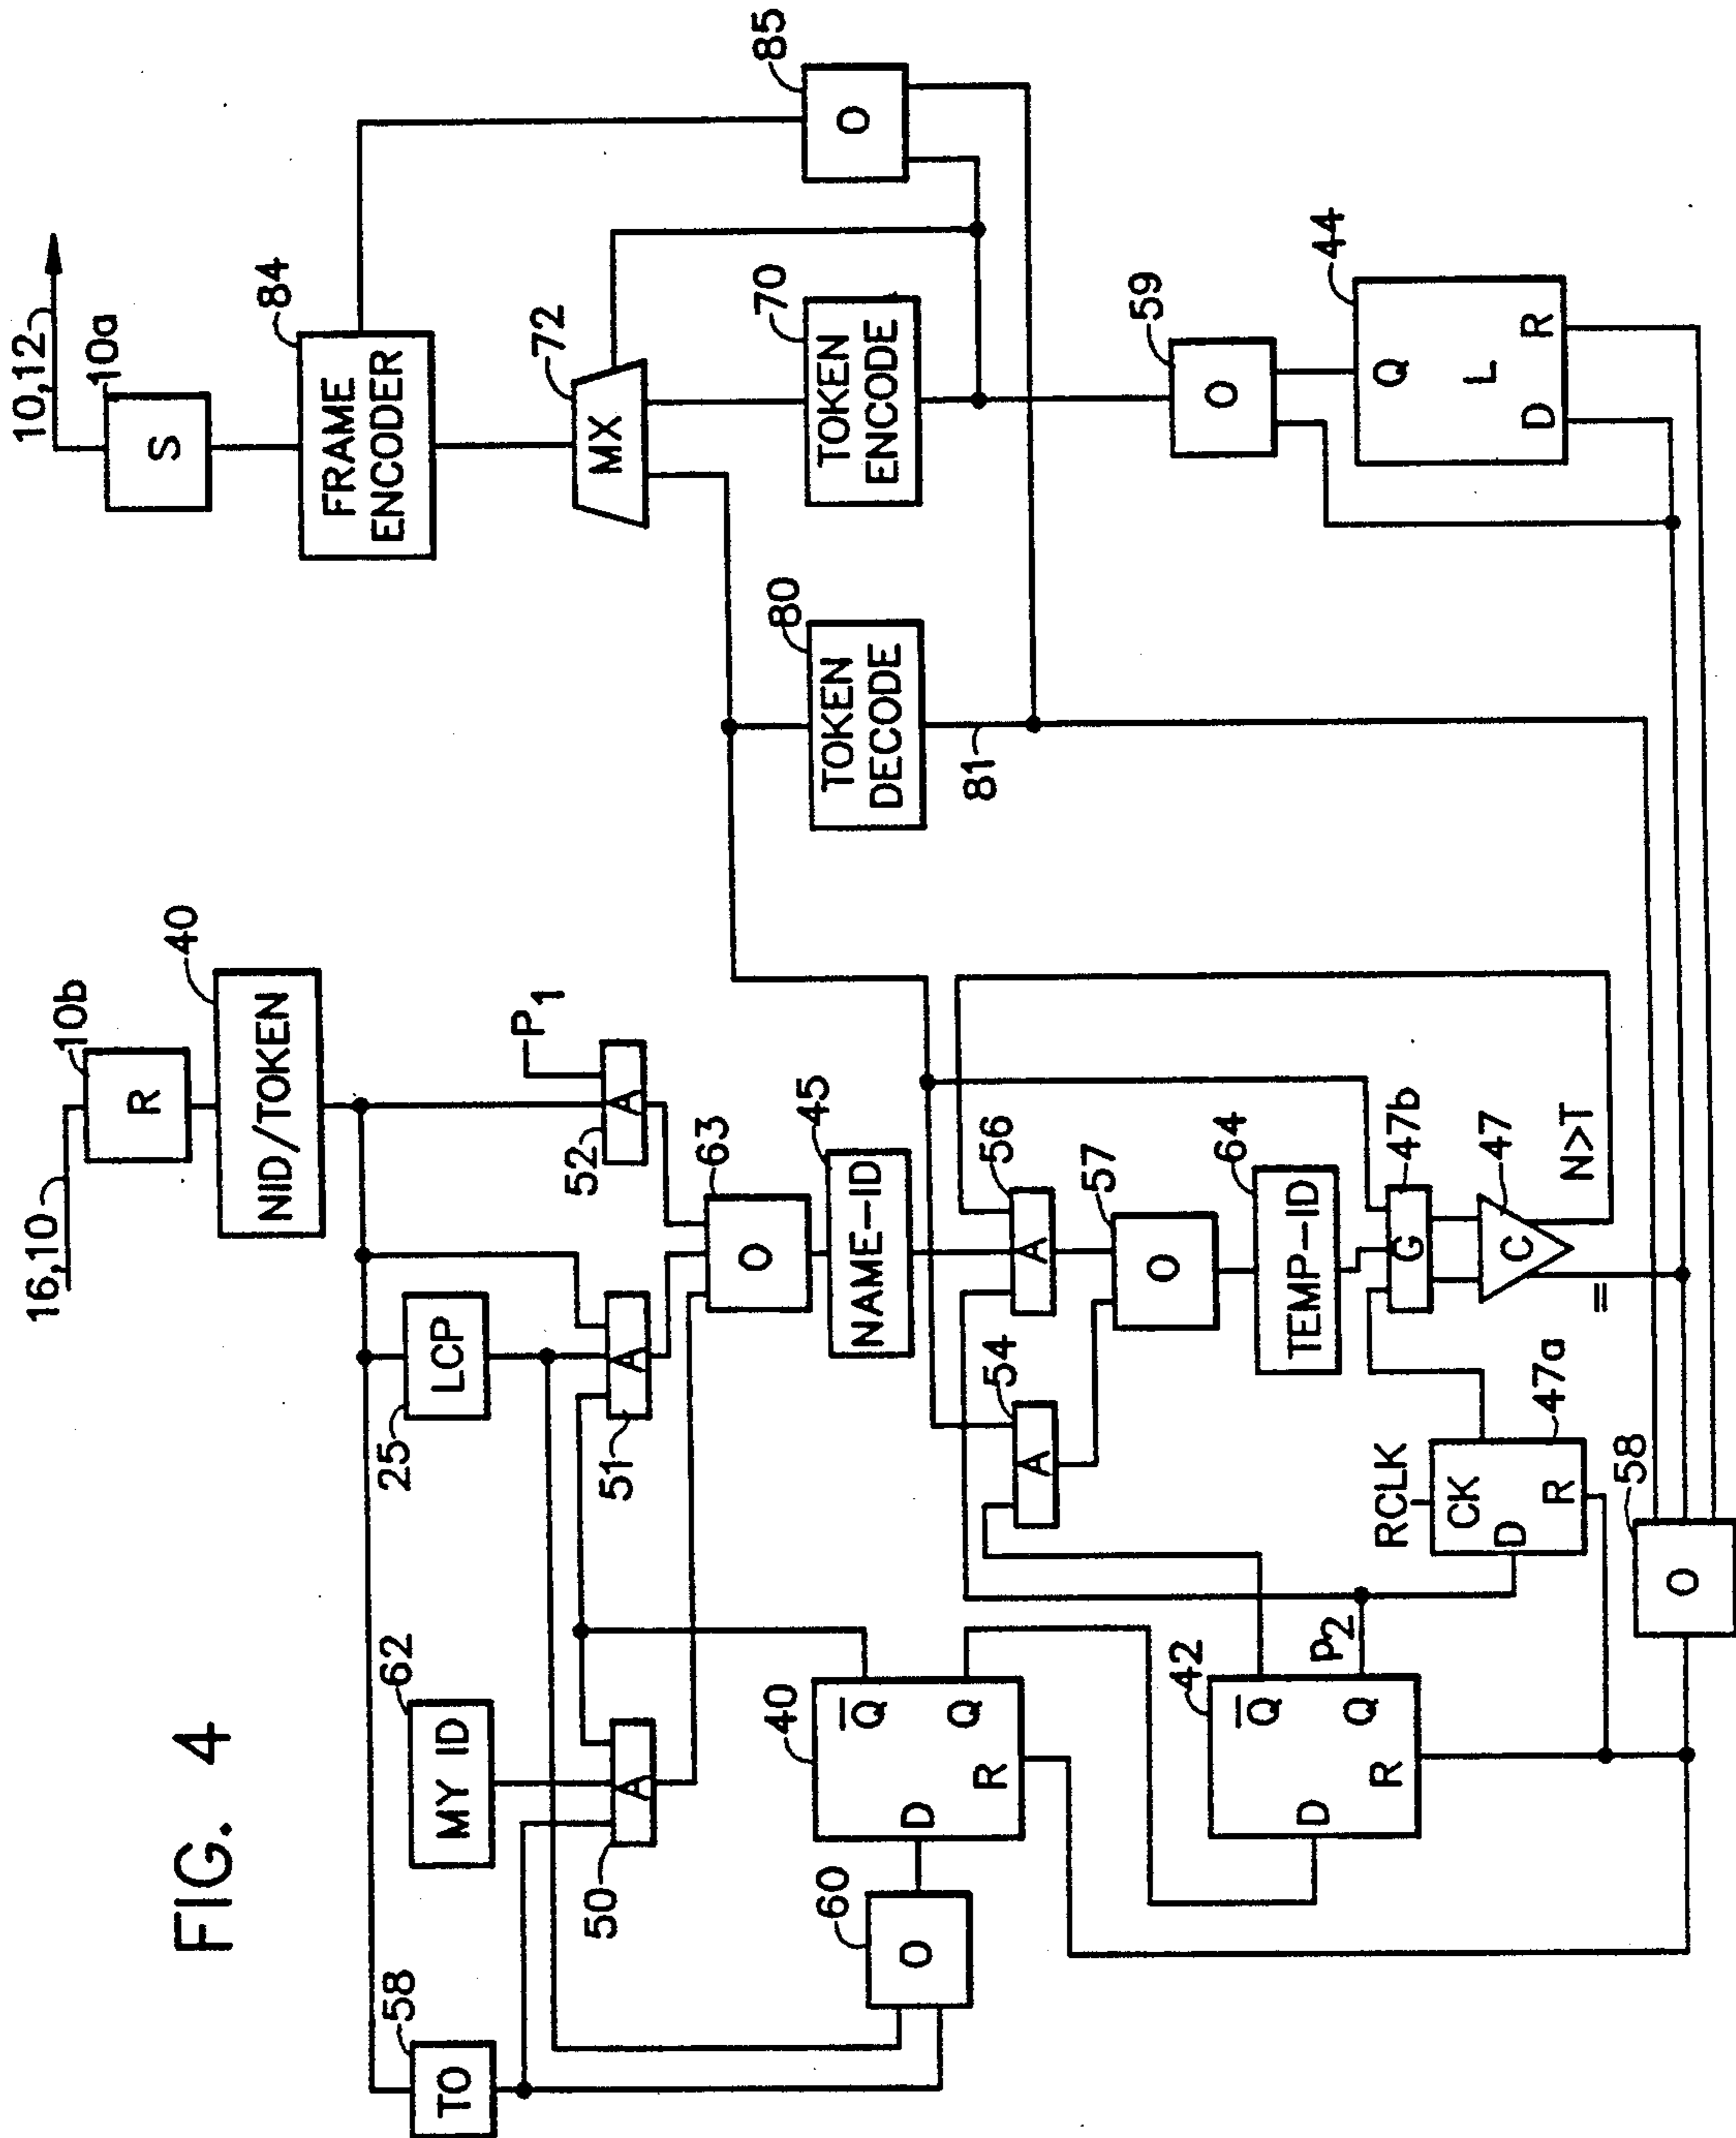 FIG. 4
16,10
10b
R
40
NID/TOKEN
10,12
10a
S
84
FRAME
ENCODER
85
O
72
MX
70
TOKEN
ENCODE
80
TOKEN
DECODE
81
58
TO
62
MY ID
25
LCP
P1
50
A
51
A
52
A
63
O
45
NAME-ID
60
O
40
D
Q̅
Q
R
54
A
56
A
57
O
64
TEMP-ID
42
D
Q̅
Q
R
P2
RCLK
CK
D
R
47a
47b
G
47
C
=
N>T
58
O
59
O
44
Q
L
D
R